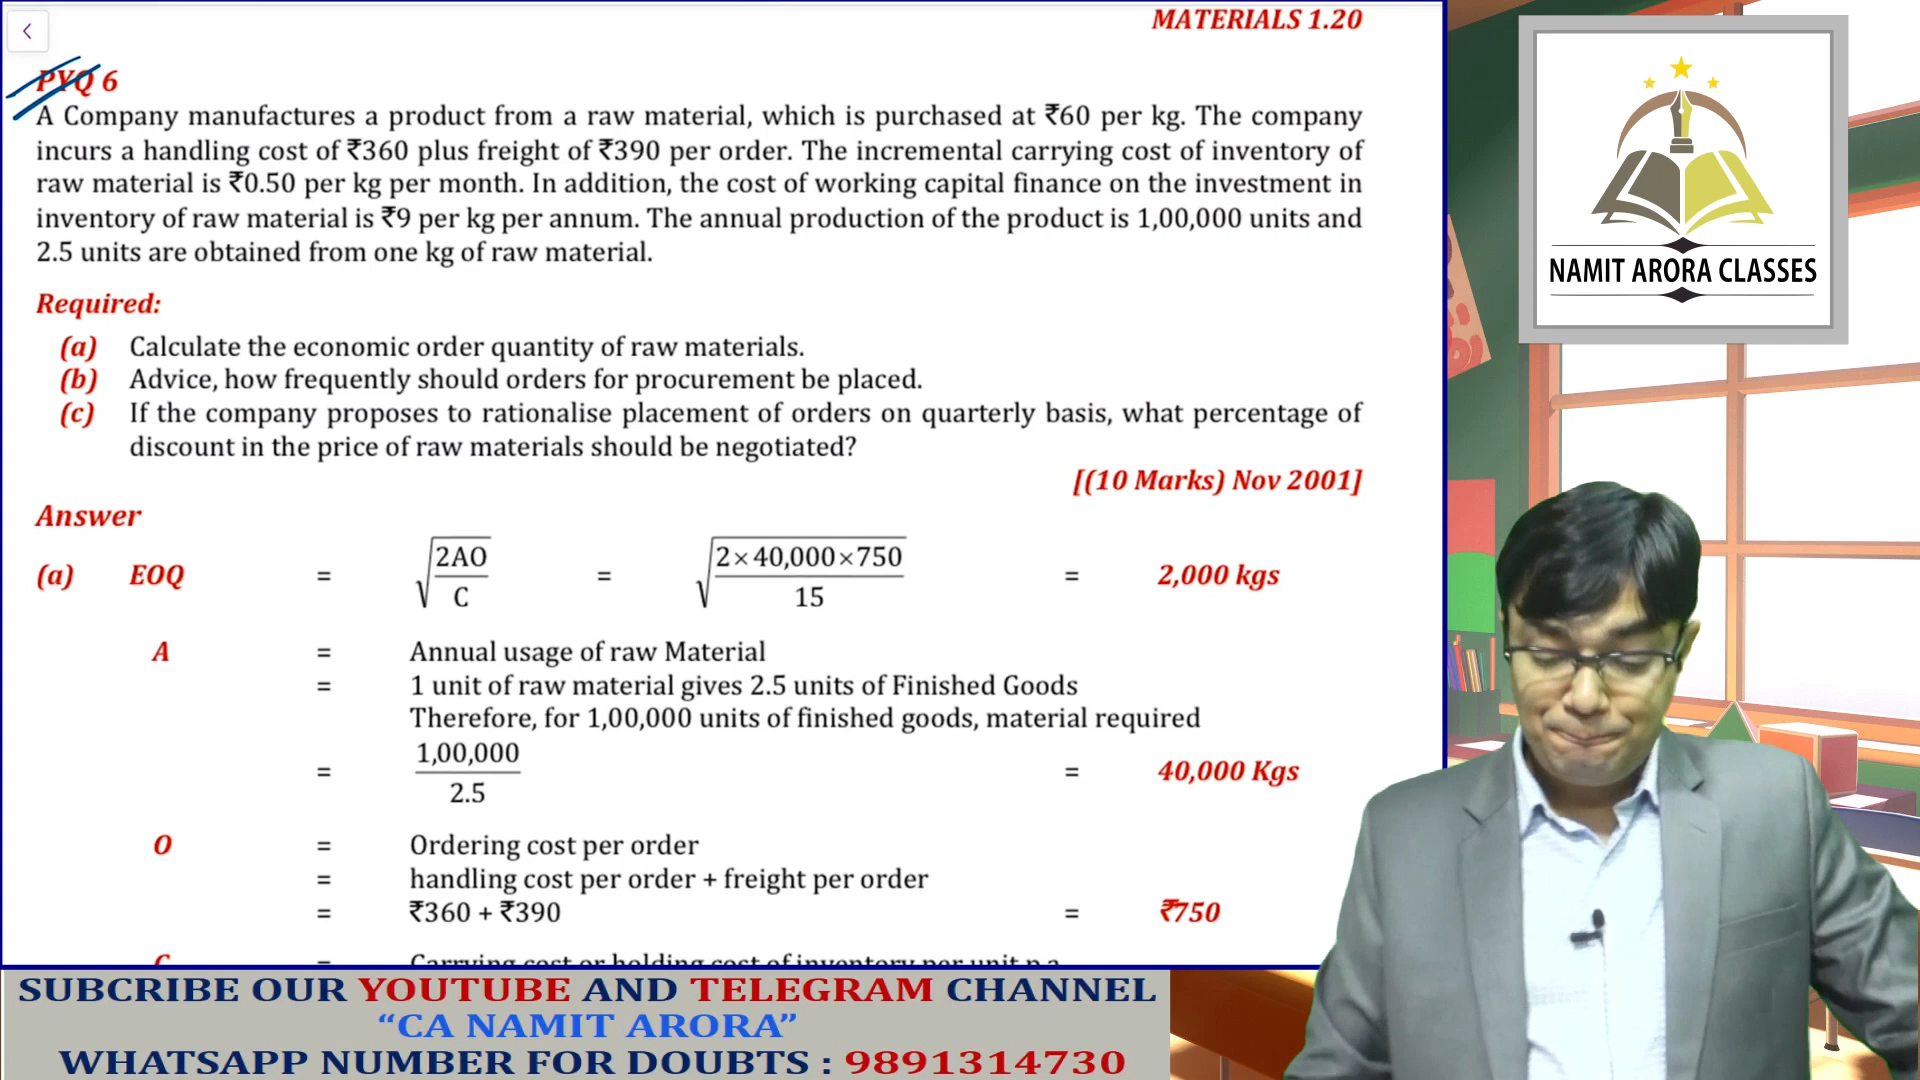 MATERIALS 1.20
PYQ 6
A Company manufactures a product from a raw material, which is purchased at ₹60 per kg. The company
incurs a handling cost of ₹360 plus freight of ₹390 per order. The incremental carrying cost of inventory of
raw material is ₹0.50 per kg per month. In addition, the cost of working capital finance on the investment in
inventory of raw material is ₹9 per kg per annum. The annual production of the product is 1,00,000 units and
2.5 units are obtained from one kg of raw material.
Required:
(a) Calculate the economic order quantity of raw materials.
(b) Advice, how frequently should orders for procurement be placed.
(c) If the company proposes to rationalise placement of orders on quarterly basis, what percentage of
discount in the price of raw materials should be negotiated?
[(10 Marks) Nov 2001]
Answer
(a) EOQ = √(2AO / C) = √(2×40,000×750 / 15) = 2,000 kgs
A = Annual usage of raw Material
= 1 unit of raw material gives 2.5 units of Finished Goods
Therefore, for 1,00,000 units of finished goods, material required
= 1,00,000 / 2.5 = 40,000 Kgs
O = Ordering cost per order
= handling cost per order + freight per order
= ₹360 + ₹390 = ₹750
C = Carrying cost or holding cost of inventory per unit p.a
NAMIT ARORA CLASSES
SUBCRIBE OUR YOUTUBE AND TELEGRAM CHANNEL
“CA NAMIT ARORA”
WHATSAPP NUMBER FOR DOUBTS : 9891314730